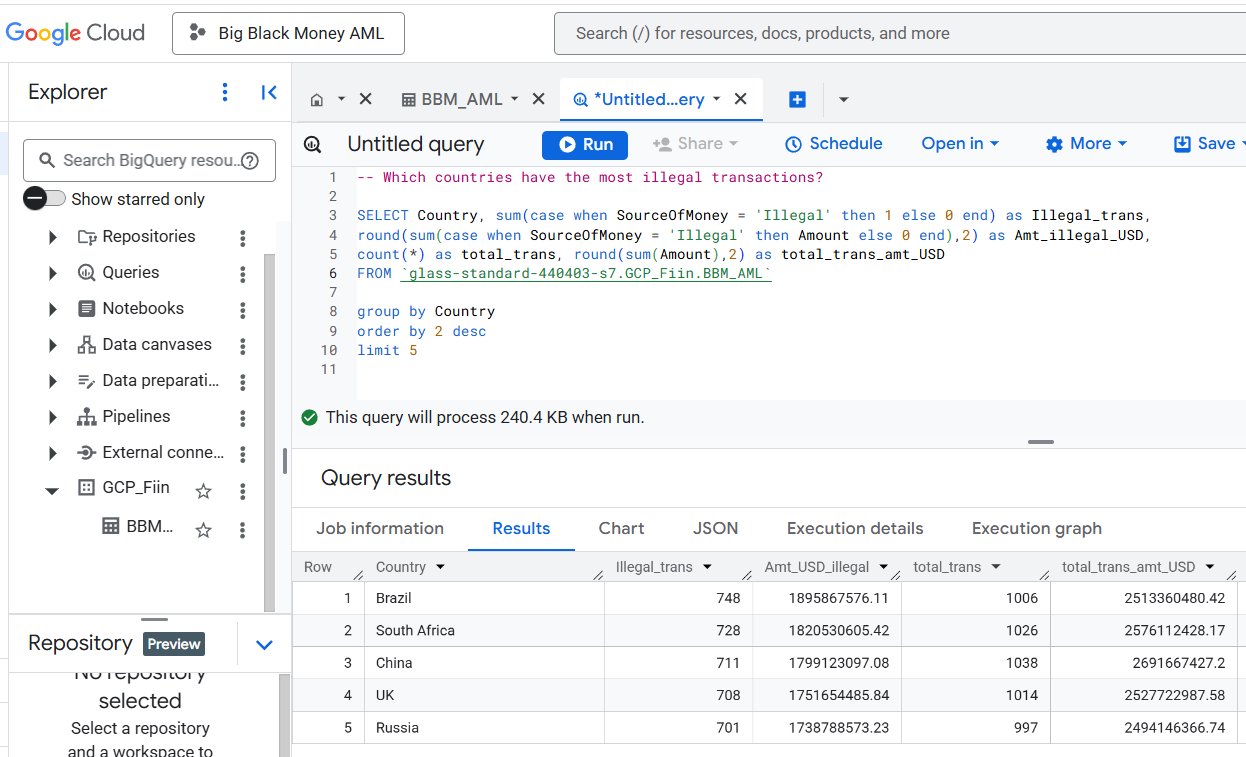 Google Cloud
Big Black Money AML
Search (/) for resources, docs, products, and more
Explorer
BBM_AML
*Untitled...ery
Search BigQuery resou..
Show starred only
Untitled query
Run
Share
Schedule
Open in
More
Save
Repositories
Queries
Notebooks
Data canvases
Data preparati...
Pipelines
External conne...
GCP_Fiin
BBM...
1 -- Which countries have the most illegal transactions?
2
3 SELECT Country, sum(case when SourceOfMoney = 'Illegal' then 1 else 0 end) as Illegal_trans,
4 round(sum(case when SourceOfMoney = 'Illegal' then Amount else 0 end),2) as Amt_illegal_USD,
5 count(*) as total_trans, round(sum(Amount),2) as total_trans_amt_USD
6 FROM `glass-standard-440403-s7.GCP_Fiin.BBM_AML`
7
8 group by Country
9 order by 2 desc
10 limit 5
11
This query will process 240.4 KB when run.
Query results
Job information Results Chart JSON Execution details Execution graph
Row Country Illegal_trans Amt_USD_illegal total_trans total_trans_amt_USD
1 Brazil 748 1895867576.11 1006 2513360480.42
2 South Africa 728 1820530605.42 1026 2576112428.17
3 China 711 1799123097.08 1038 2691667427.2
4 UK 708 1751654485.84 1014 2527722987.58
5 Russia 701 1738788573.23 997 2494146366.74
Repository Preview
No repository
selected
Select a repository
and a workspace to